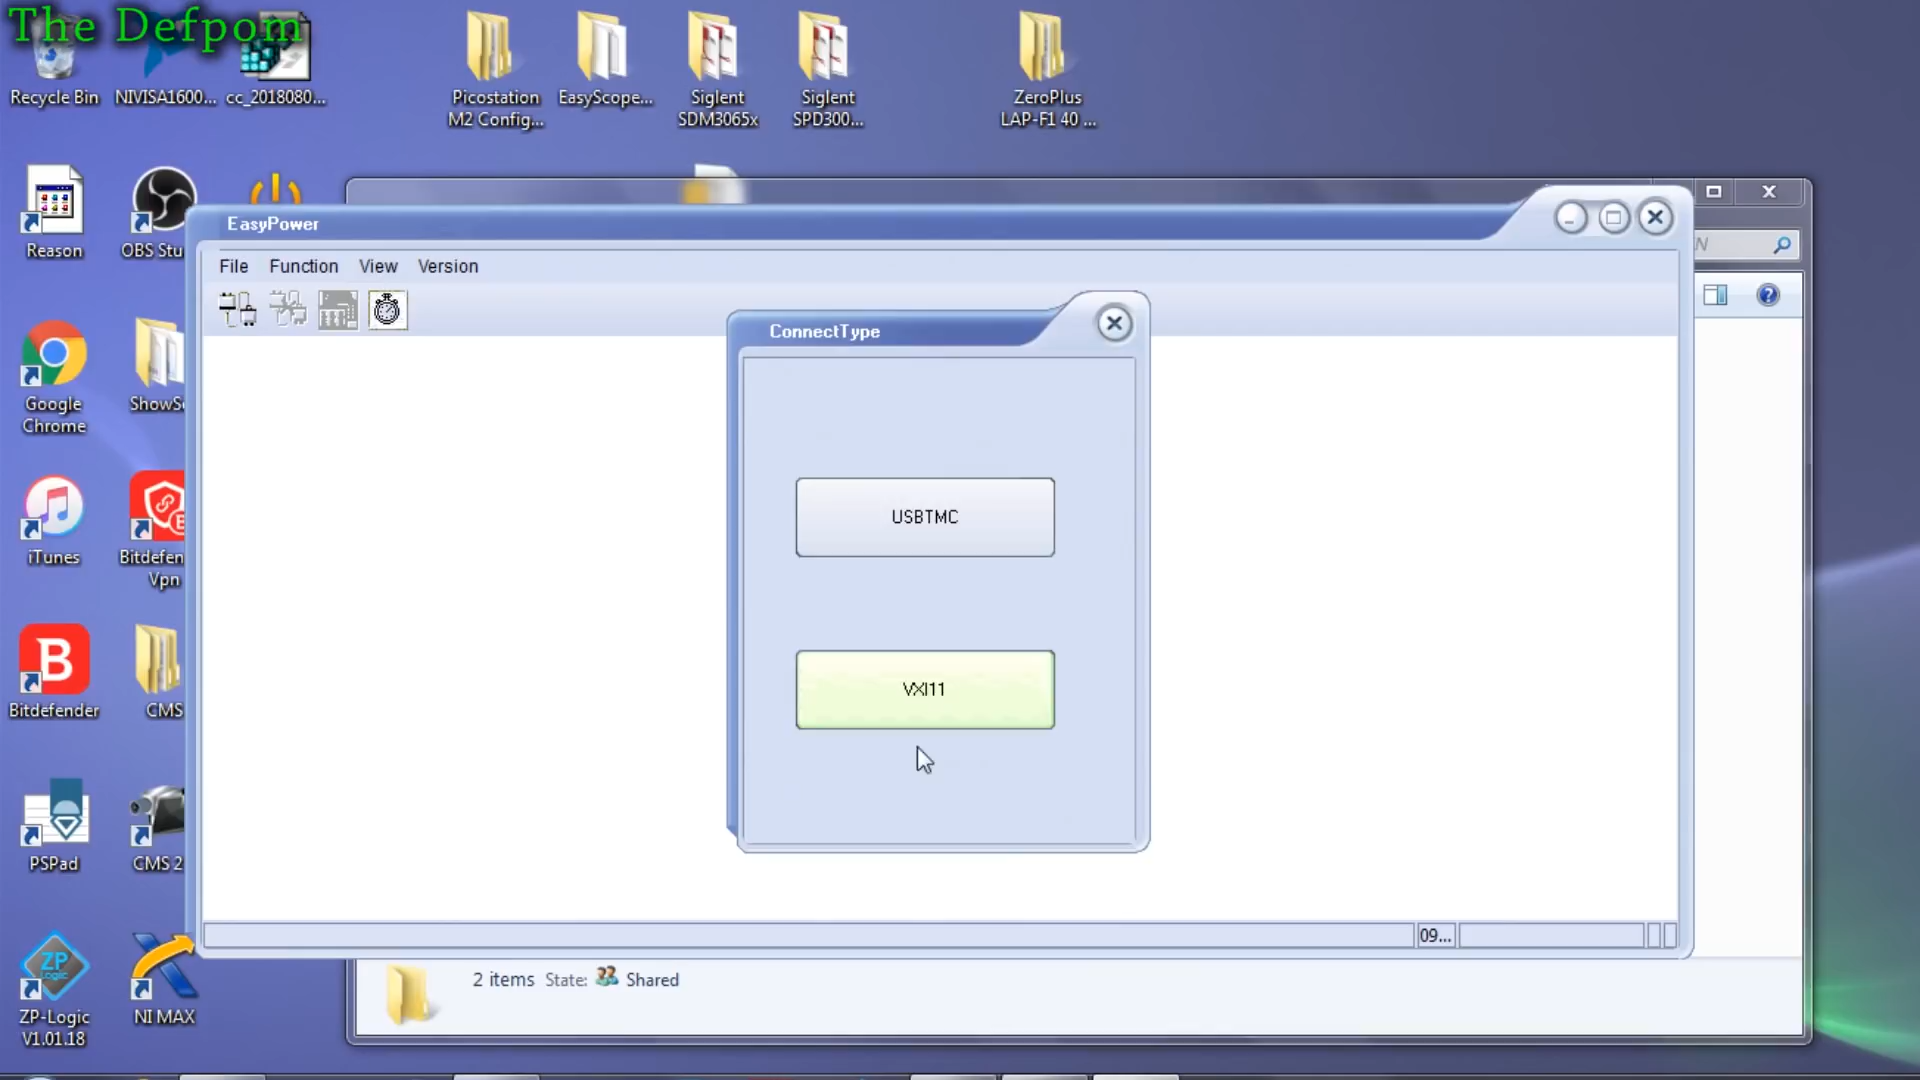 The Defpom
Recycle Bin
NIVISA1600...
cc_2018080...
Picostation
M2 Config...
EasyScope...
Siglent
SDM3065x
Siglent
SPD300...
ZeroPlus
LAP-F1 40 ...
Reason
OBS Stu
EasyPower
File
Function
View
Version
ConnectType
USBTMC
VXI11
Google
Chrome
ShowS
iTunes
Bitdefen
Vpn
B
Bitdefender
CMS
PSPad
CMS 2
ZP
Logic
ZP-Logic
V1.01.18
NI MAX
09...
2 items State: Shared